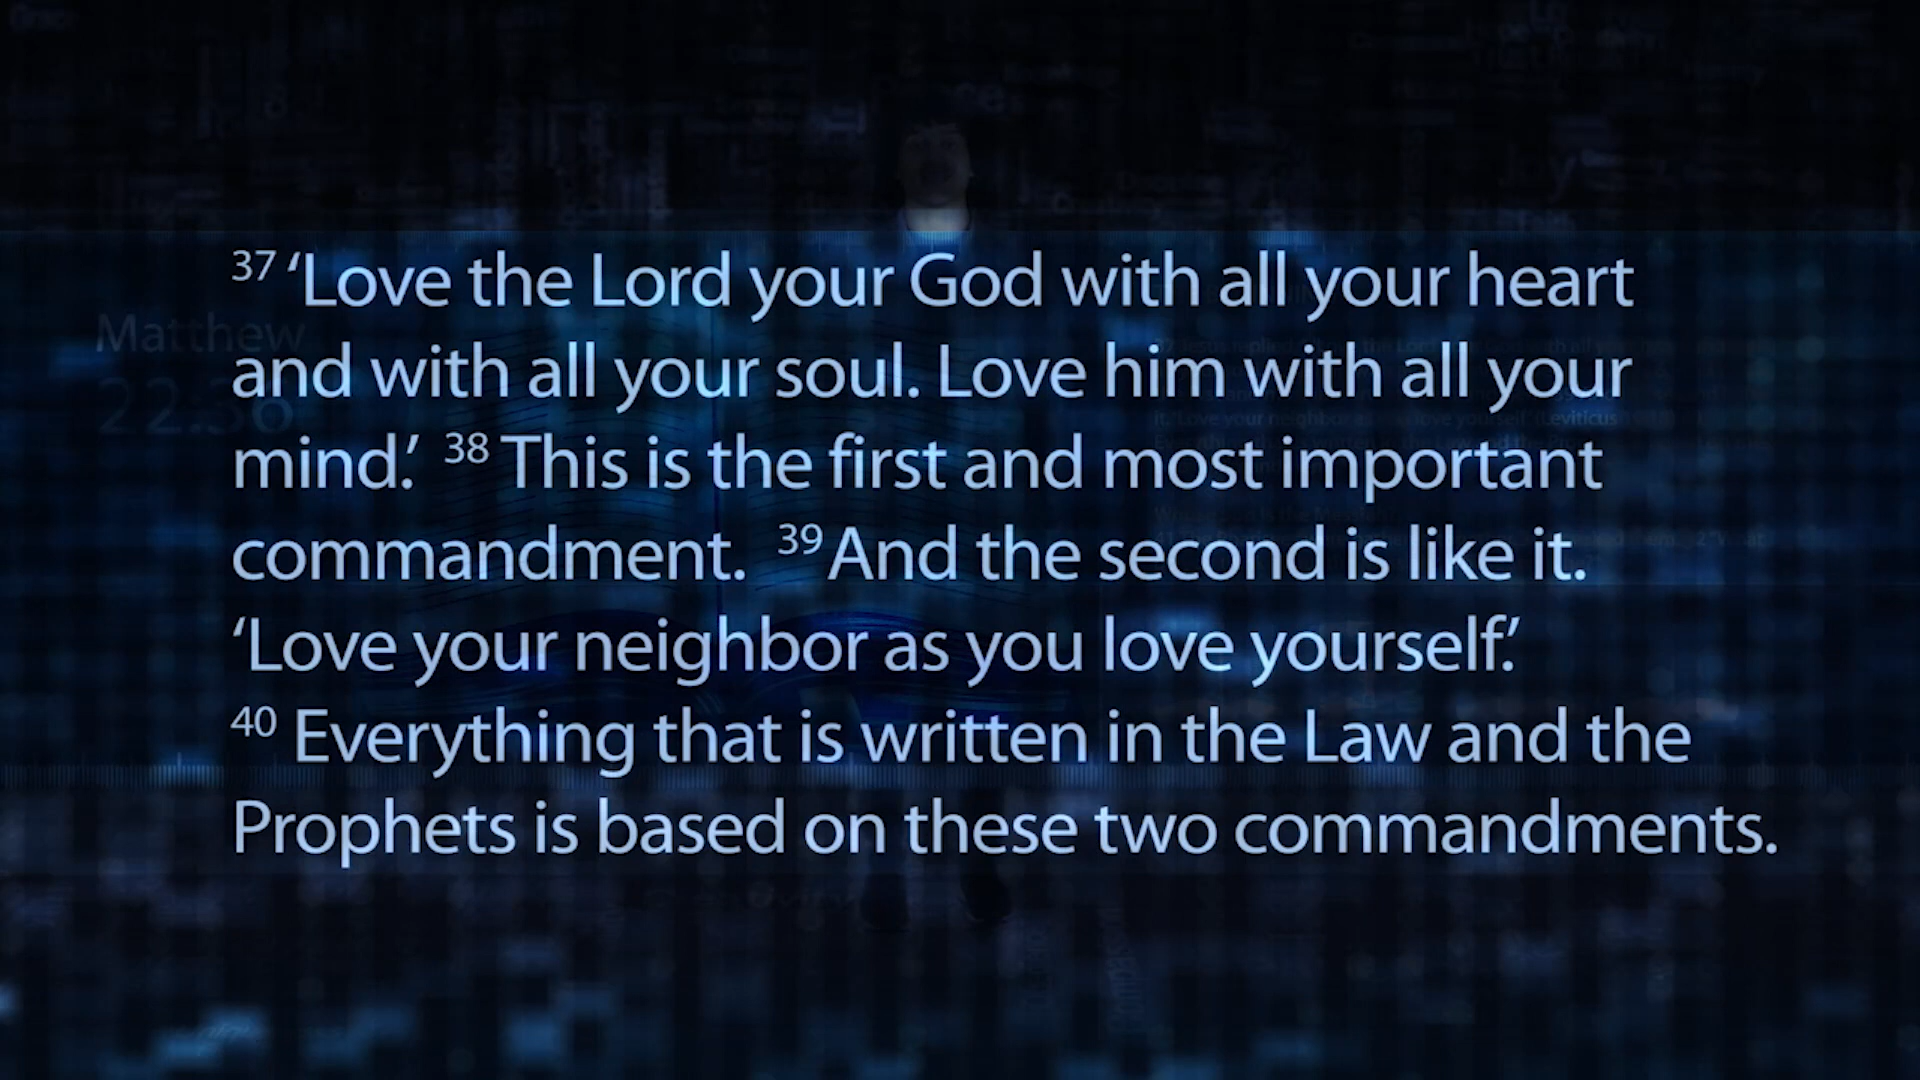 37 ‘Love the Lord your God with all your heart
and with all your soul. Love him with all your
mind.’ 38 This is the first and most important
commandment. 39 And the second is like it.
‘Love your neighbor as you love yourself.’
40 Everything that is written in the Law and the
Prophets is based on these two commandments.
Matthew
22:36